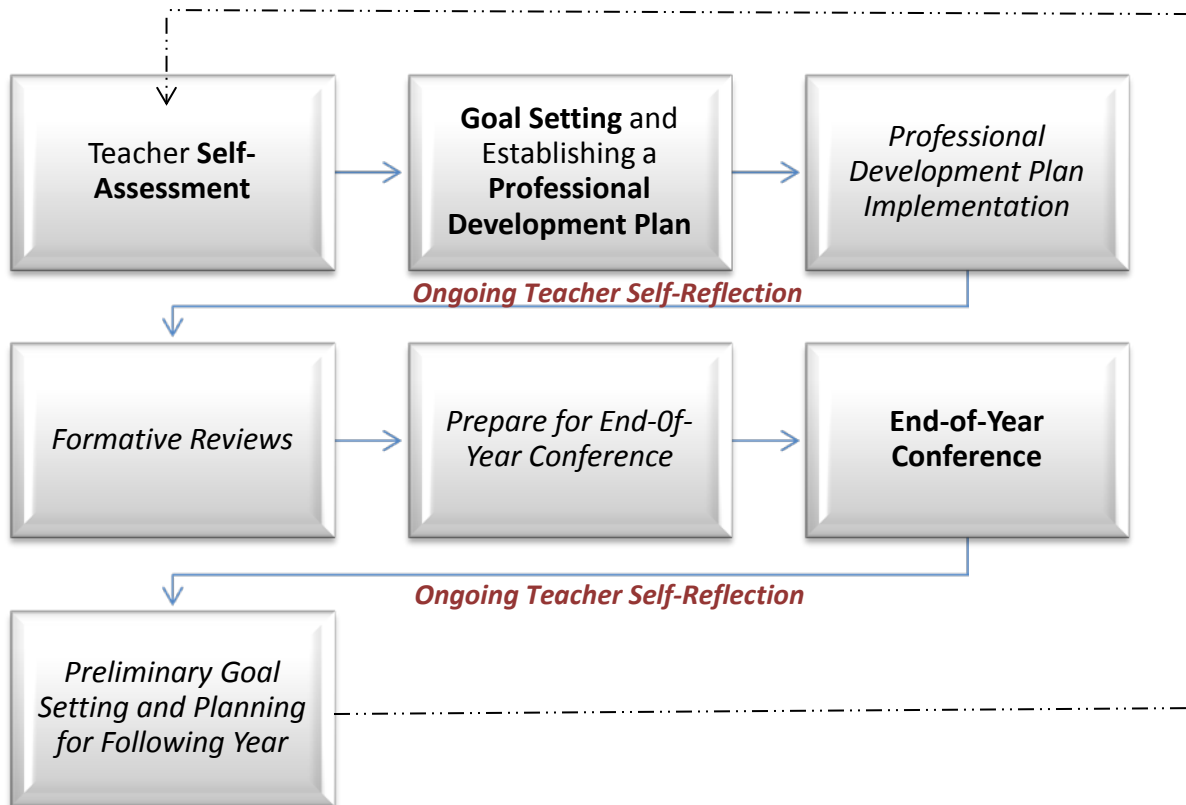 Teacher Self-
Assessment
Goal Setting and
Establishing a
Professional
Development Plan
Professional
Development Plan
Implementation
Ongoing Teacher Self-Reflection
Formative Reviews
Prepare for End-0f-
Year Conference
End-of-Year
Conference
Ongoing Teacher Self-Reflection
Preliminary Goal
Setting and Planning
for Following Year